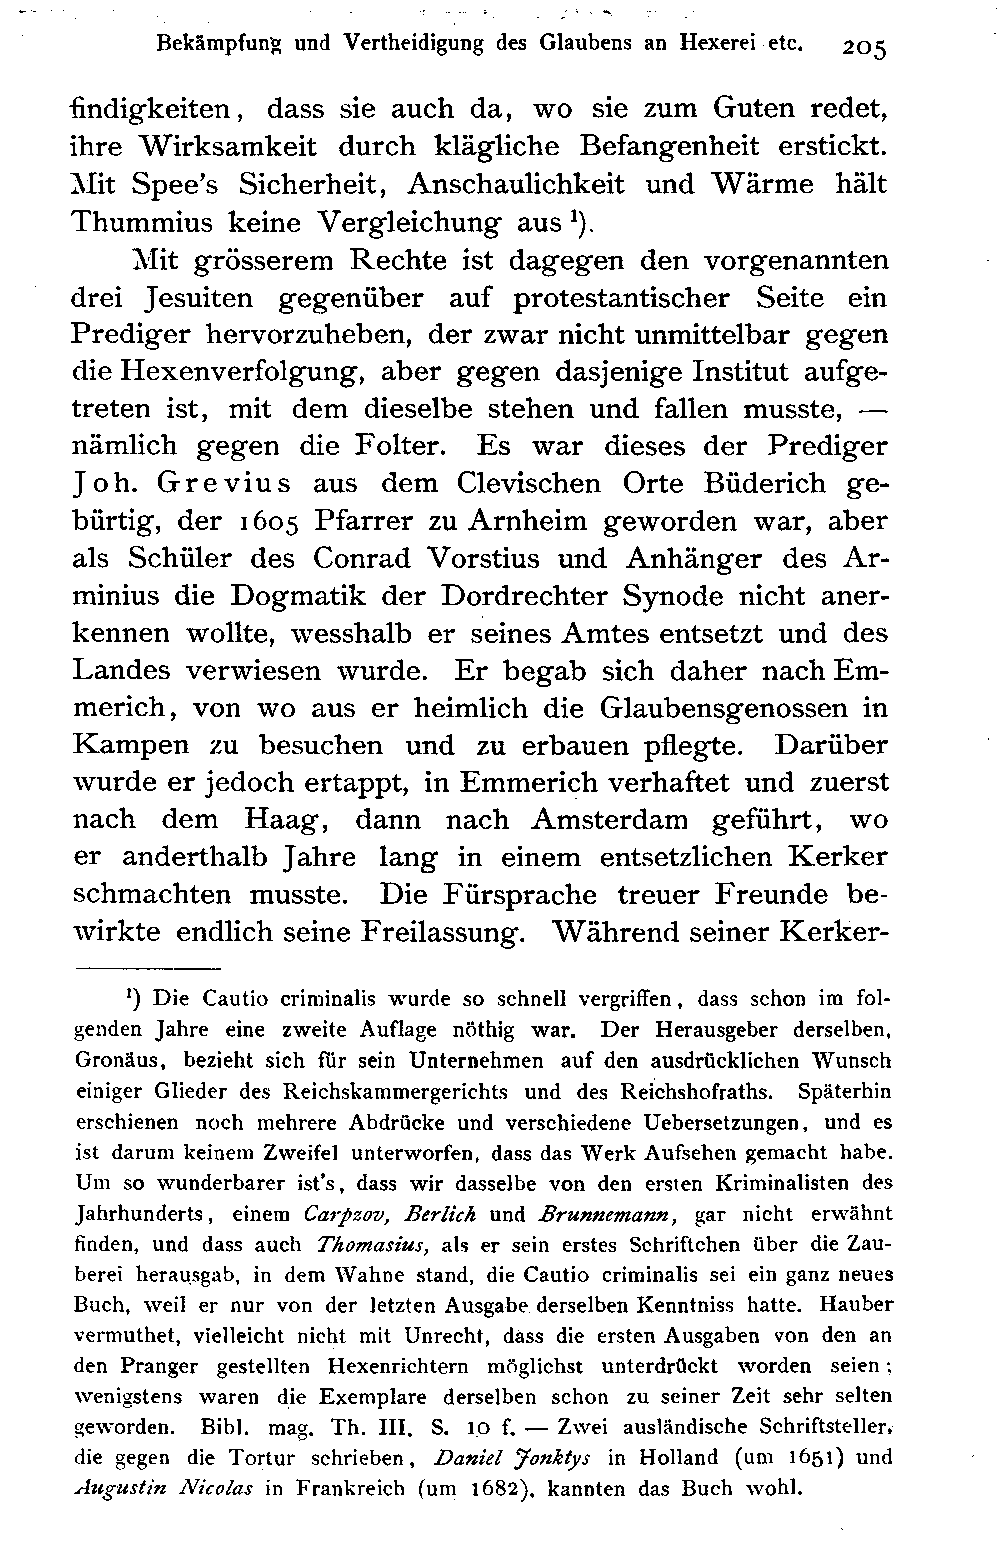 Bekämpfung und Vertheidigung des Glaubens an Hexerei etc. 205
findigkeiten, dass sie auch da, wo sie zum Guten redet,
ihre Wirksamkeit durch klägliche Befangenheit erstickt.
Mit Spee's Sicherheit, Anschaulichkeit und Wärme hält
Thummius keine Vergleichung aus ¹).
Mit grösserem Rechte ist dagegen den vorgenannten
drei Jesuiten gegenüber auf protestantischer Seite ein
Prediger hervorzuheben, der zwar nicht unmittelbar gegen
die Hexenverfolgung, aber gegen dasjenige Institut aufge-
treten ist, mit dem dieselbe stehen und fallen musste, —
nämlich gegen die Folter. Es war dieses der Prediger
Joh. Grevius aus dem Clevischen Orte Büderich ge-
bürtig, der 1605 Pfarrer zu Arnheim geworden war, aber
als Schüler des Conrad Vorstius und Anhänger des Ar-
minius die Dogmatik der Dordrechter Synode nicht aner-
kennen wollte, wesshalb er seines Amtes entsetzt und des
Landes verwiesen wurde. Er begab sich daher nach Em-
merich, von wo aus er heimlich die Glaubensgenossen in
Kampen zu besuchen und zu erbauen pflegte. Darüber
wurde er jedoch ertappt, in Emmerich verhaftet und zuerst
nach dem Haag, dann nach Amsterdam geführt, wo
er anderthalb Jahre lang in einem entsetzlichen Kerker
schmachten musste. Die Fürsprache treuer Freunde be-
wirkte endlich seine Freilassung. Während seiner Kerker-
¹) Die Cautio criminalis wurde so schnell vergriffen, dass schon im fol-
genden Jahre eine zweite Auflage nöthig war. Der Herausgeber derselben,
Gronäus, bezieht sich für sein Unternehmen auf den ausdrücklichen Wunsch
einiger Glieder des Reichskammergerichts und des Reichshofraths. Späterhin
erschienen noch mehrere Abdrücke und verschiedene Uebersetzungen, und es
ist darum keinem Zweifel unterworfen, dass das Werk Aufsehen gemacht habe.
Um so wunderbarer ist's, dass wir dasselbe von den ersten Kriminalisten des
Jahrhunderts, einem Carpzov, Berlich und Brunnemann, gar nicht erwähnt
finden, und dass auch Thomasius, als er sein erstes Schriftchen über die Zau-
berei herausgab, in dem Wahne stand, die Cautio criminalis sei ein ganz neues
Buch, weil er nur von der letzten Ausgabe derselben Kenntniss hatte. Hauber
vermuthet, vielleicht nicht mit Unrecht, dass die ersten Ausgaben von den an
den Pranger gestellten Hexenrichtern möglichst unterdrückt worden seien;
wenigstens waren die Exemplare derselben schon zu seiner Zeit sehr selten
geworden. Bibl. mag. Th. III. S. 10 f. — Zwei ausländische Schriftsteller,
die gegen die Tortur schrieben, Daniel Jonktys in Holland (um 1651) und
Augustin Nicolas in Frankreich (um 1682), kannten das Buch wohl.